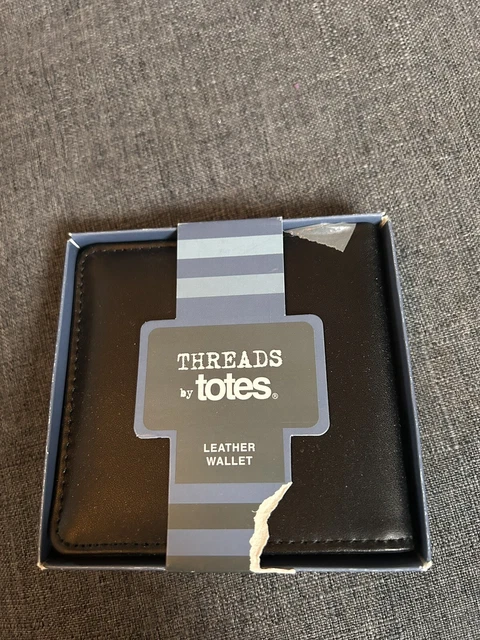 THREADS
by totes®
LEATHER
WALLET